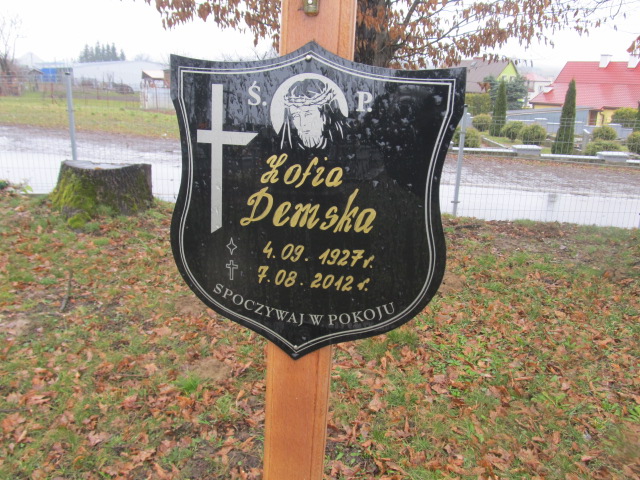 Ś. P.
Zofia
Demska
4.09. 1927 r.
7.08. 2012 r.
SPOCZYWAJ W POKOJU